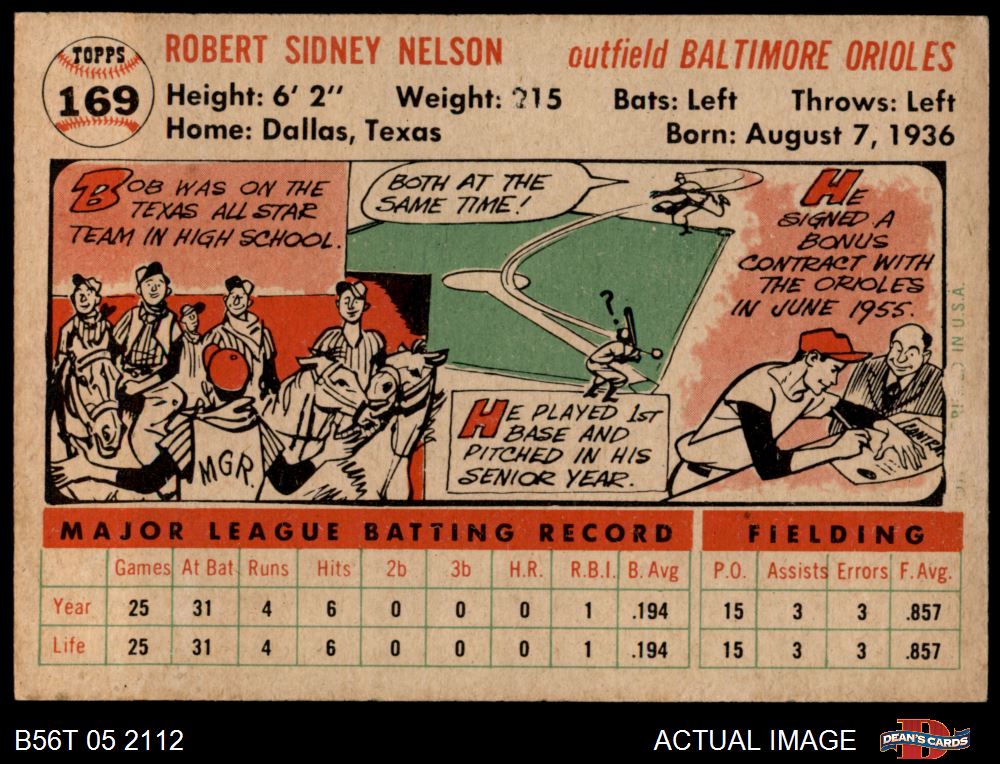 TOPPS
169
ROBERT SIDNEY NELSON
outfield BALTIMORE ORIOLES
Height: 6' 2" Weight: 215 Bats: Left Throws: Left
Home: Dallas, Texas Born: August 7, 1936
BOB WAS ON THE
TEXAS ALL STAR
TEAM IN HIGH SCHOOL.
MGR.
BOTH AT THE
SAME TIME!
?
HE PLAYED 1ST
BASE AND
PITCHED IN HIS
SENIOR YEAR.
HE
SIGNED A
BONUS
CONTRACT WITH
THE ORIOLES
IN JUNE 1955.
IN U.S.A.
MAJOR LEAGUE BATTING RECORD FIELDING
Games At Bat Runs Hits 2b 3b H.R. R.B.I. B. Avg P.O. Assists Errors F.Avg.
Year 25 31 4 6 0 0 0 1 .194 15 3 3 .857
Life 25 31 4 6 0 0 0 1 .194 15 3 3 .857
B56T 05 2112 ACTUAL IMAGE DEAN'S CARDS